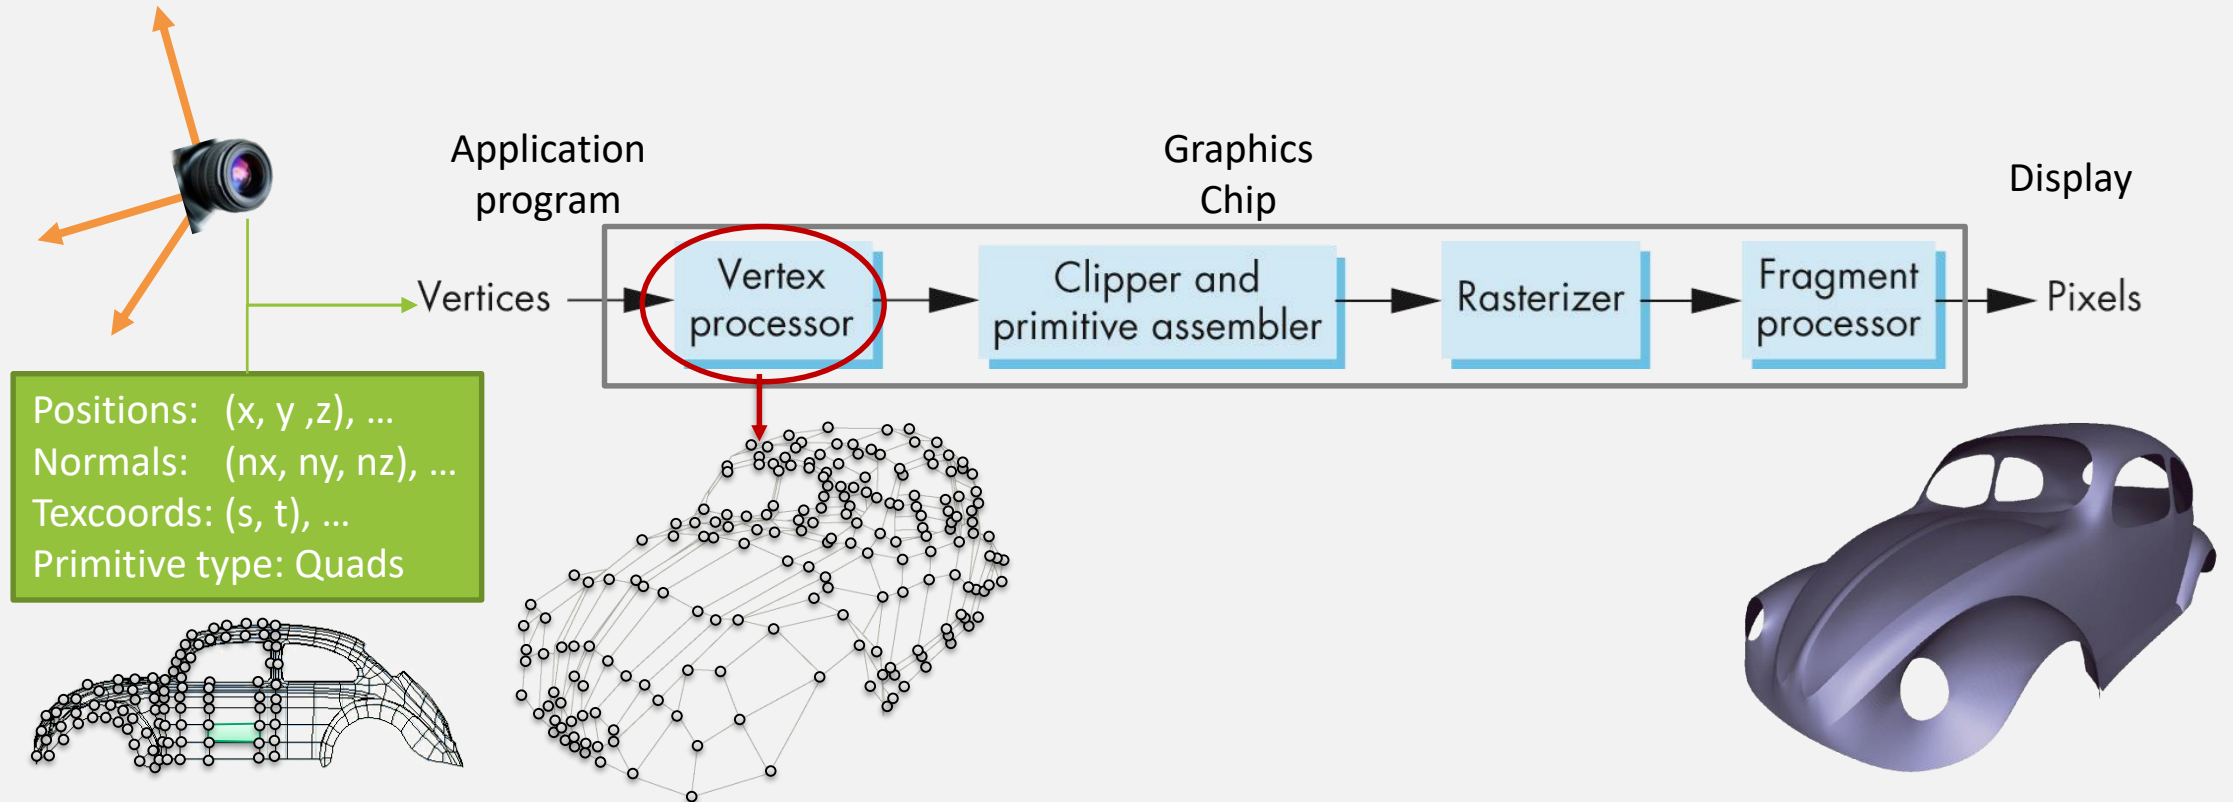 Application
program
Graphics
Chip
Display
Vertices
Vertex
processor
Clipper and
primitive assembler
Rasterizer
Fragment
processor
Pixels
Positions: (x, y ,z), ...
Normals: (nx, ny, nz), ...
Texcoords: (s, t), ...
Primitive type: Quads